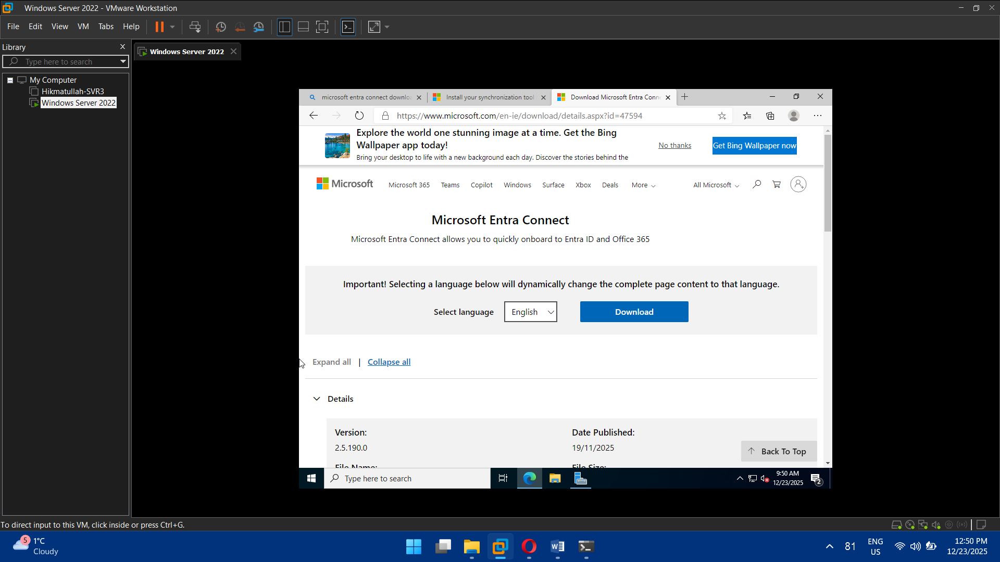 Windows Server 2022 - VMware Workstation
File Edit View VM Tabs Help
Library
Type here to search
My Computer
Hikmatullah-SVR3
Windows Server 2022
Windows Server 2022
microsoft entra connect downlo
Install your synchronization tool
Download Microsoft Entra Conn
https://www.microsoft.com/en-ie/download/details.aspx?id=47594
Explore the world one stunning image at a time. Get the Bing
Wallpaper app today!
Bring your desktop to life with a new background each day. Discover the stories behind the
No thanks
Get Bing Wallpaper now
Microsoft
Microsoft 365 Teams Copilot Windows Surface Xbox Deals More All Microsoft
Microsoft Entra Connect
Microsoft Entra Connect allows you to quickly onboard to Entra ID and Office 365
Important! Selecting a language below will dynamically change the complete page content to that language.
Select language English Download
Expand all | Collapse all
Details
Version:
2.5.190.0
Date Published:
19/11/2025
File Name:
File Size:
Back To Top
Type here to search
9:50 AM
12/23/2025
2
To direct input to this VM, click inside or press Ctrl+G.
5
1°C
Cloudy
81
ENG
US
12:50 PM
12/23/2025